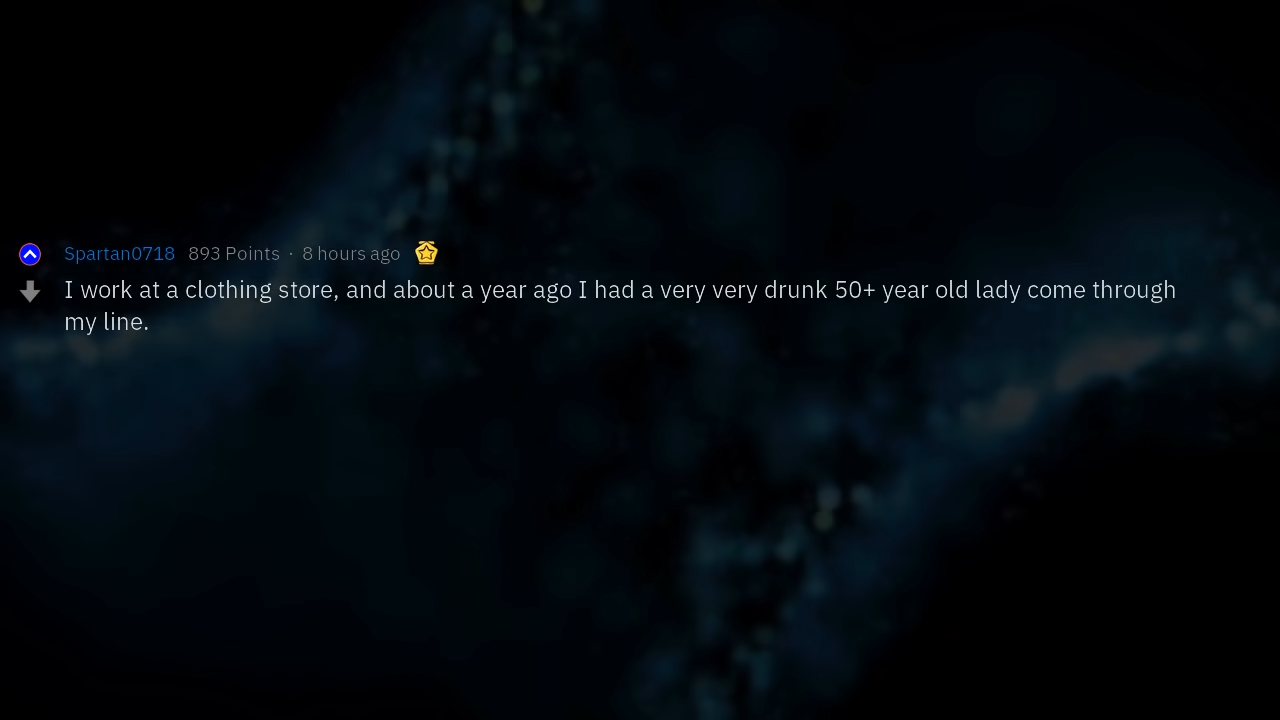 Spartan0718 893 Points · 8 hours ago
I work at a clothing store, and about a year ago I had a very very drunk 50+ year old lady come through
my line.